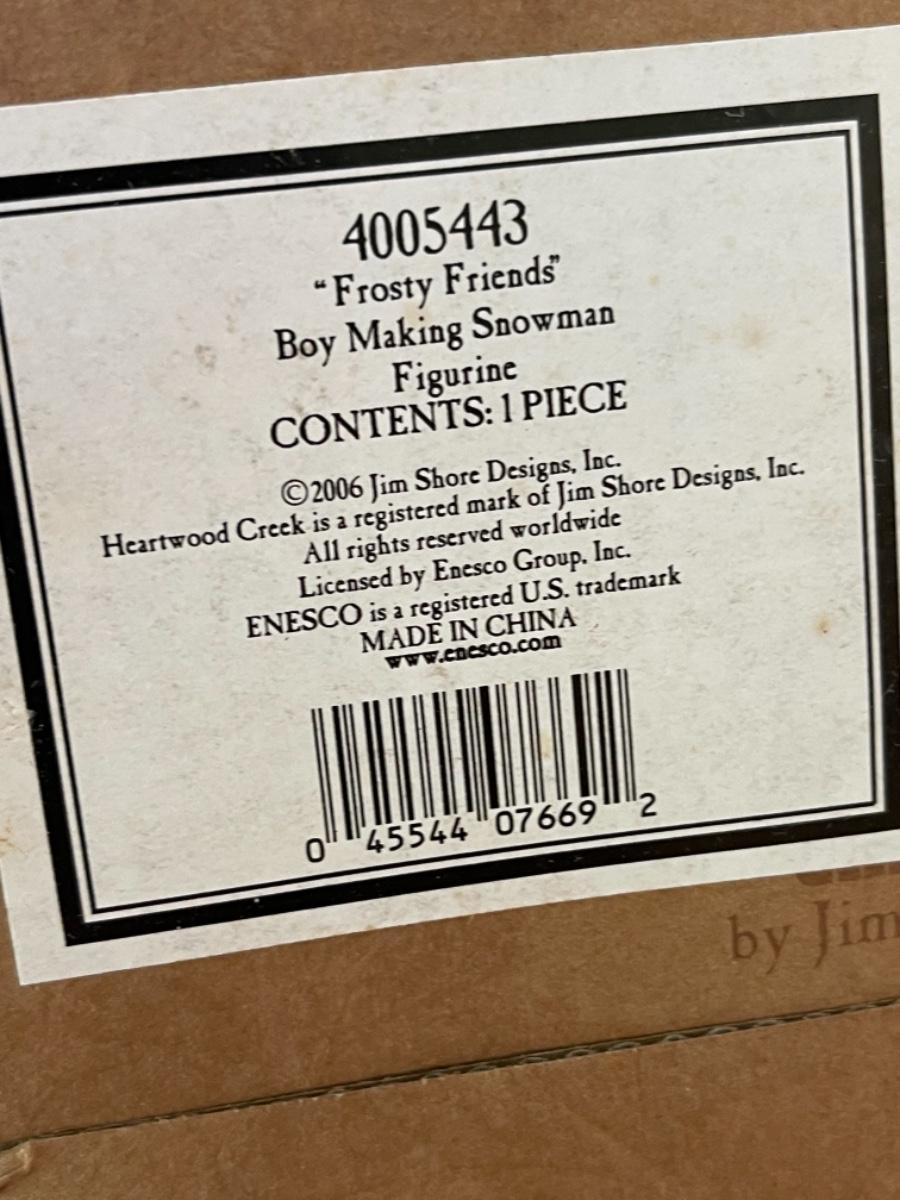 4005443
“Frosty Friends”
Boy Making Snowman
Figurine
CONTENTS: 1 PIECE
©2006 Jim Shore Designs, Inc.
Heartwood Creek is a registered mark of Jim Shore Designs, Inc.
All rights reserved worldwide
Licensed by Enesco Group, Inc.
ENESCO is a registered U.S. trademark
MADE IN CHINA
www.enesco.com
0 45544 07669 2
by Jim